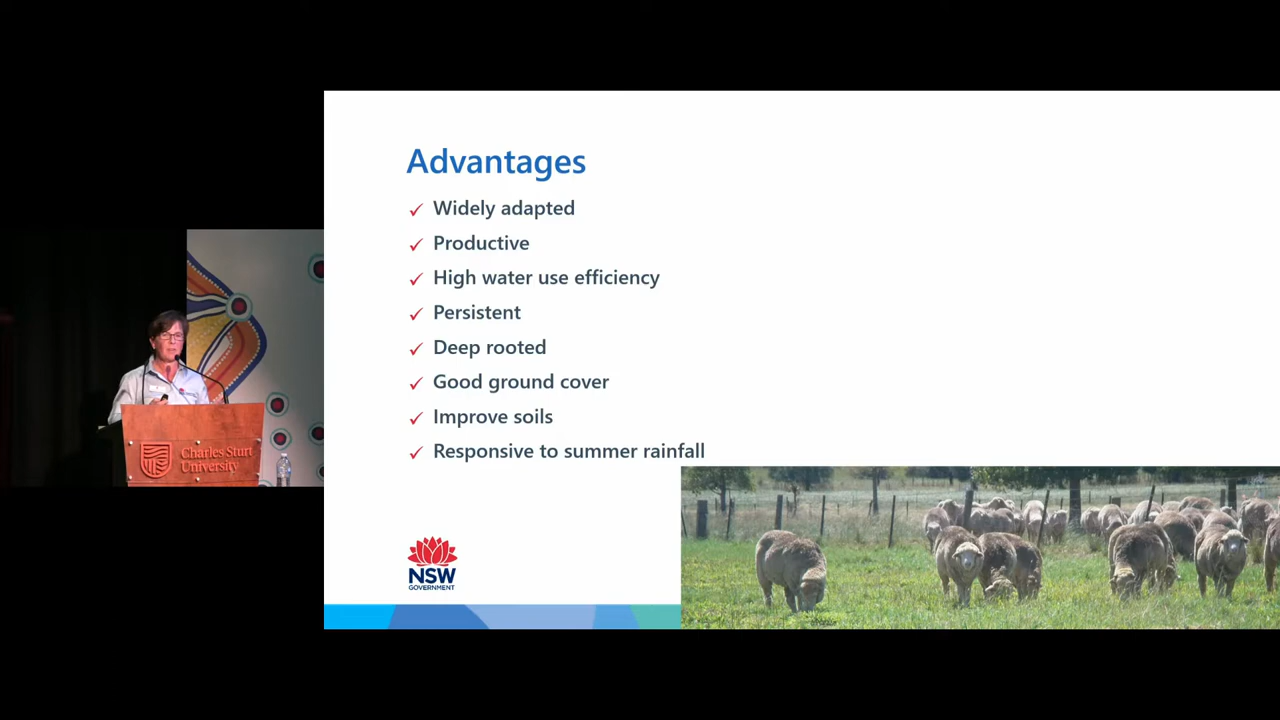 Advantages
✓ Widely adapted
✓ Productive
✓ High water use efficiency
✓ Persistent
✓ Deep rooted
✓ Good ground cover
✓ Improve soils
✓ Responsive to summer rainfall
NSW
GOVERNMENT
Charles Sturt
University